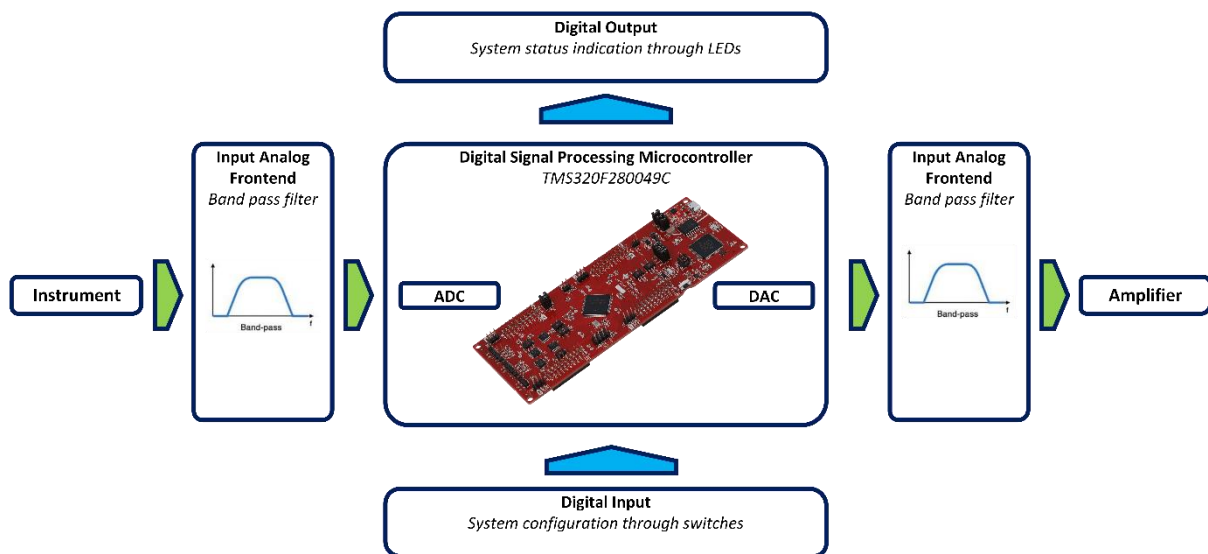 Digital Output
System status indication through LEDs
Input Analog
Frontend
Band pass filter
Band-pass
f
Digital Signal Processing Microcontroller
TMS320F280049C
ADC
DAC
Input Analog
Frontend
Band pass filter
Band-pass
f
Instrument
Amplifier
Digital Input
System configuration through switches